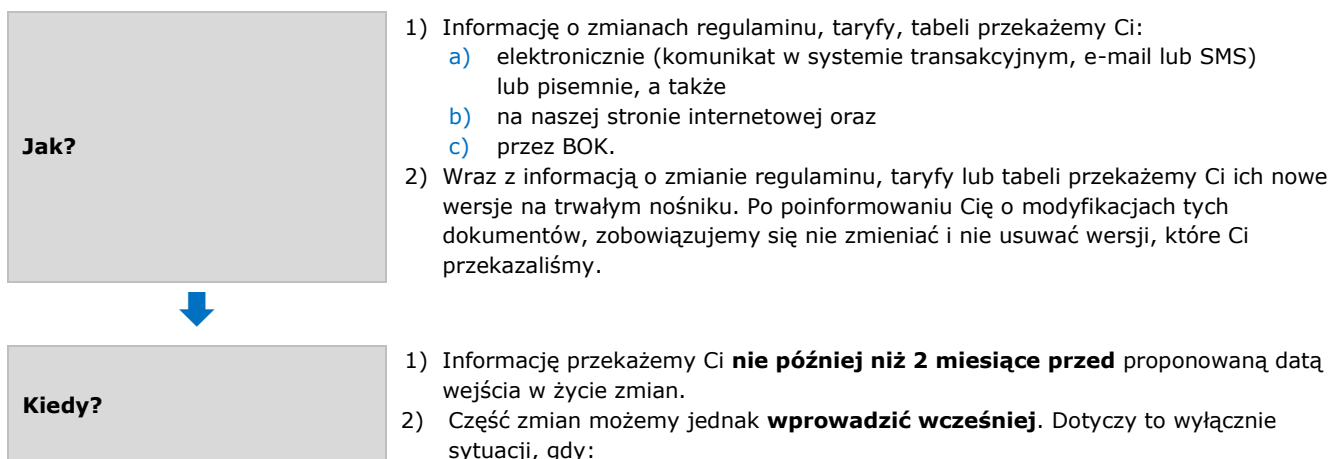 Jak?
1) Informację o zmianach regulaminu, taryfy, tabeli przekażemy Ci:
a) elektronicznie (komunikat w systemie transakcyjnym, e-mail lub SMS)
lub pisemnie, a także
b) na naszej stronie internetowej oraz
c) przez BOK.
2) Wraz z informacją o zmianie regulaminu, taryfy lub tabeli przekażemy Ci ich nowe
wersje na trwałym nośniku. Po poinformowaniu Cię o modyfikacjach tych
dokumentów, zobowiązujemy się nie zmieniać i nie usuwać wersji, które Ci
przekazaliśmy.
Kiedy?
1) Informację przekażemy Ci nie później niż 2 miesiące przed proponowaną datą
wejścia w życie zmian.
2) Część zmian możemy jednak wprowadzić wcześniej. Dotyczy to wyłącznie
sytuacji, gdy: